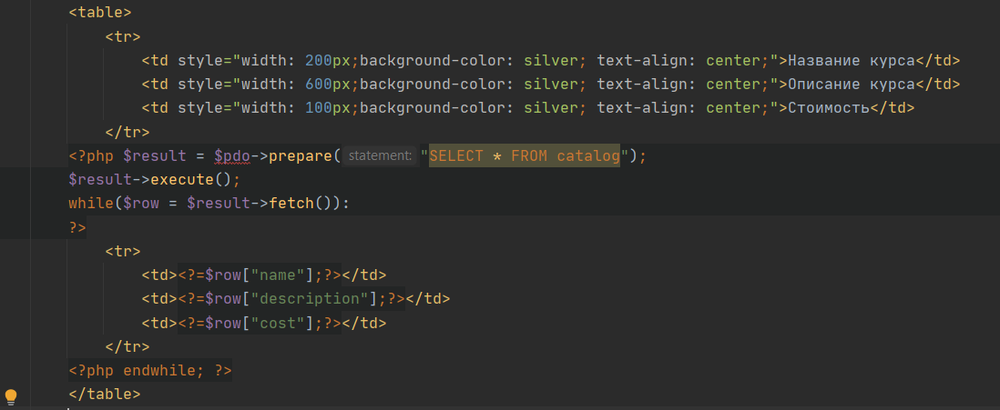 <table>
<tr>
<td style="width: 200px;background-color: silver; text-align: center;">Название курса</td>
<td style="width: 600px;background-color: silver; text-align: center;">Описание курса</td>
<td style="width: 100px;background-color: silver; text-align: center;">Стоимость</td>
</tr>
<?php $result = $pdo->prepare( statement: "SELECT * FROM catalog");
$result->execute();
while($row = $result->fetch()):
?>
<tr>
<td><?=$row["name"];?></td>
<td><?=$row["description"];?></td>
<td><?=$row["cost"];?></td>
</tr>
<?php endwhile; ?>
</table>